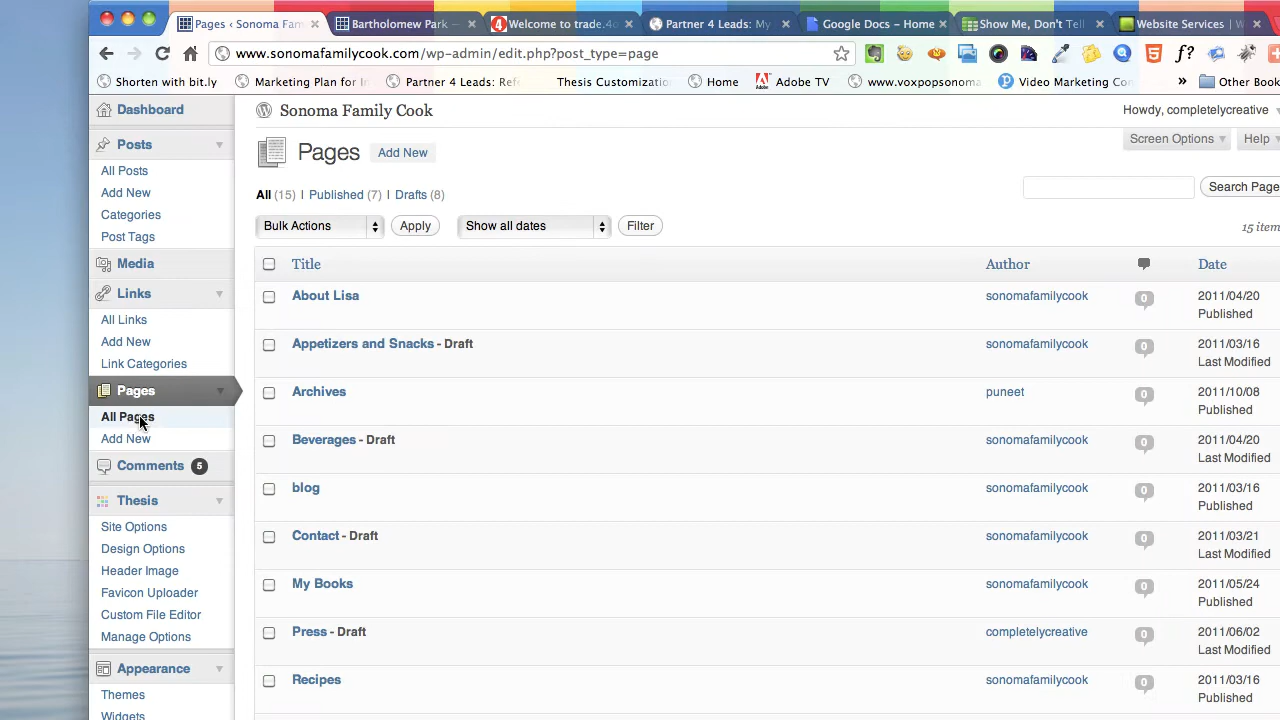 Pages ‹ Sonoma Fam
Bartholomew Park —
Welcome to trade.4o
Partner 4 Leads: My
Google Docs - Home
Show Me, Don't Tell
Website Services | W
www.sonomafamilycook.com/wp-admin/edit.php?post_type=page
Shorten with bit.ly
Marketing Plan for In
Partner 4 Leads: Refe
Thesis Customization
Home
Adobe TV
www.voxpopsonoma
Video Marketing Con
»
Other Book
Dashboard
Posts
All Posts
Add New
Categories
Post Tags
Media
Links
All Links
Add New
Link Categories
Pages
All Pages
Add New
Comments 5
Thesis
Site Options
Design Options
Header Image
Favicon Uploader
Custom File Editor
Manage Options
Appearance
Themes
Widgets
Sonoma Family Cook
Howdy, completelycreative
Pages Add New
Screen Options Help
All (15) | Published (7) | Drafts (8)
Search Page
Bulk Actions Apply Show all dates Filter
15 item
Title Author Date
About Lisa sonomafamilycook 0 2011/04/20
Published
Appetizers and Snacks - Draft sonomafamilycook 0 2011/03/16
Last Modified
Archives puneet 0 2011/10/08
Published
Beverages - Draft sonomafamilycook 0 2011/04/20
Last Modified
blog sonomafamilycook 0 2011/03/16
Published
Contact - Draft sonomafamilycook 0 2011/03/21
Last Modified
My Books sonomafamilycook 0 2011/05/24
Published
Press - Draft completelycreative 0 2011/06/02
Last Modified
Recipes sonomafamilycook 0 2011/03/16
Published